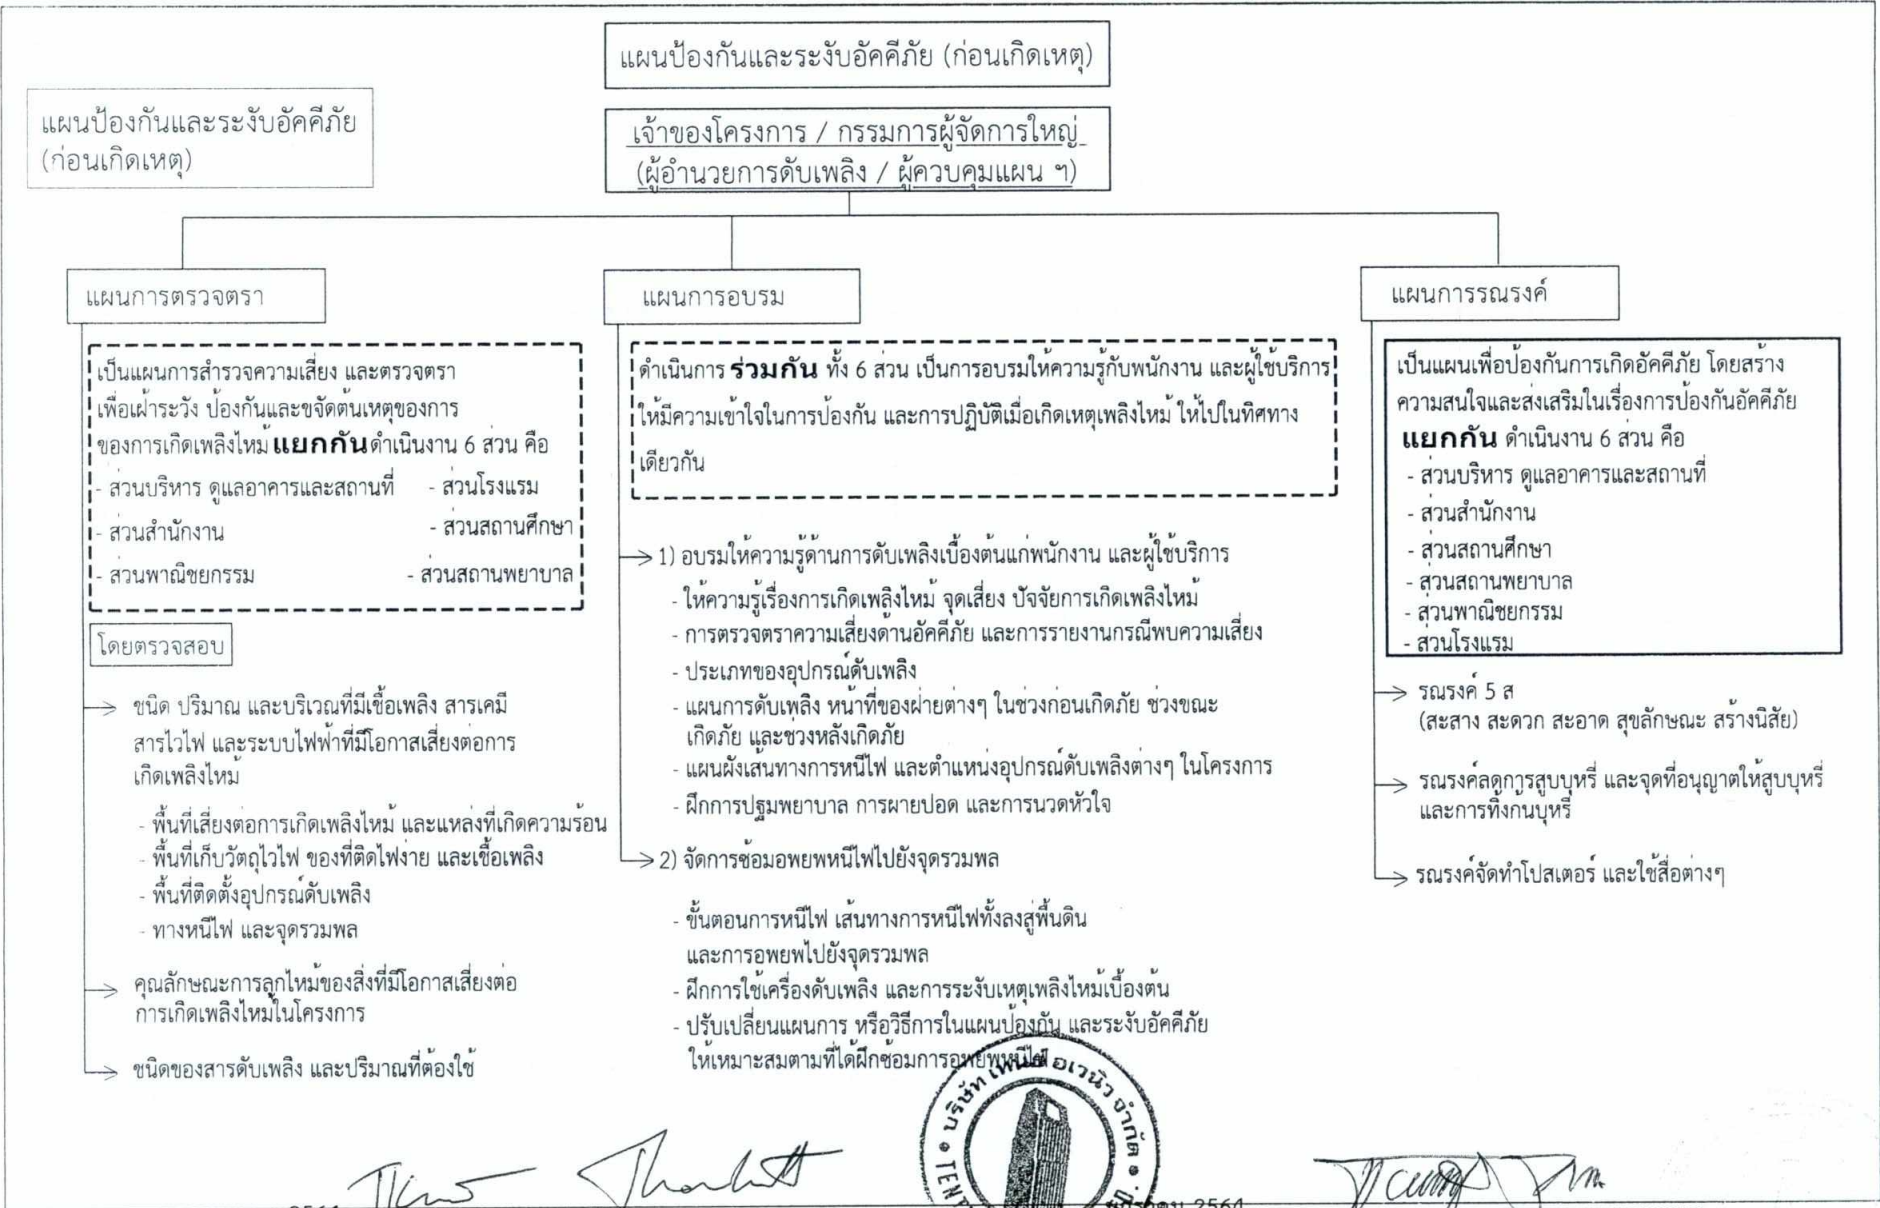 แผนป้องกันและระงับอัคคีภัย (ก่อนเกิดเหตุ)
แผนป้องกันและระงับอัคคีภัย
(ก่อนเกิดเหตุ)
เจ้าของโครงการ / กรรมการผู้จัดการใหญ่
(ผู้อำนวยการดับเพลิง / ผู้ควบคุมแผน ฯ)
แผนการตรวจตรา
เป็นแผนการสำรวจความเสี่ยง และตรวจตรา
เพื่อเฝ้าระวัง ป้องกันและขจัดต้นเหตุของการ
ของการเกิดเพลิงไหม้ แยกกัน ดำเนินงาน 6 ส่วน คือ
- ส่วนบริหาร ดูแลอาคารและสถานที่ - ส่วนโรงแรม
- ส่วนสำนักงาน - ส่วนสถานศึกษา
- ส่วนพาณิชยกรรม - ส่วนสถานพยาบาล
โดยตรวจสอบ
ชนิด ปริมาณ และบริเวณที่มีเชื้อเพลิง สารเคมี
สารไวไฟ และระบบไฟฟ้าที่มีโอกาสเสี่ยงต่อการ
เกิดเพลิงไหม้
- พื้นที่เสี่ยงต่อการเกิดเพลิงไหม้ และแหล่งที่เกิดความร้อน
- พื้นที่เก็บวัตถุไวไฟ ของที่ติดไฟง่าย และเชื้อเพลิง
- พื้นที่ติดตั้งอุปกรณ์ดับเพลิง
- ทางหนีไฟ และจุดรวมพล
คุณลักษณะการลุกไหม้ของสิ่งที่มีโอกาสเสี่ยงต่อ
การเกิดเพลิงไหม้ในโครงการ
ชนิดของสารดับเพลิง และปริมาณที่ต้องใช้
แผนการอบรม
ดำเนินการ ร่วมกัน ทั้ง 6 ส่วน เป็นการอบรมให้ความรู้กับพนักงาน และผู้ใช้บริการ
ให้มีความเข้าใจในการป้องกัน และการปฏิบัติเมื่อเกิดเหตุเพลิงไหม้ ให้ไปในทิศทาง
เดียวกัน
1) อบรมให้ความรู้ด้านการดับเพลิงเบื้องต้นแก่พนักงาน และผู้ใช้บริการ
- ให้ความรู้เรื่องการเกิดเพลิงไหม้ จุดเสี่ยง ปัจจัยการเกิดเพลิงไหม้
- การตรวจตราความเสี่ยงด้านอัคคีภัย และการรายงานกรณีพบความเสี่ยง
- ประเภทของอุปกรณ์ดับเพลิง
- แผนการดับเพลิง หน้าที่ของฝ่ายต่างๆ ในช่วงก่อนเกิดภัย ช่วงขณะ
เกิดภัย และช่วงหลังเกิดภัย
- แผนผังเส้นทางการหนีไฟ และตำแหน่งอุปกรณ์ดับเพลิงต่างๆ ในโครงการ
- ฝึกการปฐมพยาบาล การผายปอด และการนวดหัวใจ
2) จัดการซ้อมอพยพหนีไฟไปยังจุดรวมพล
- ขั้นตอนการหนีไฟ เส้นทางการหนีไฟทั้งลงสู่พื้นดิน
และการอพยพไปยังจุดรวมพล
- ฝึกการใช้เครื่องดับเพลิง และการระงับเหตุเพลิงไหม้เบื้องต้น
- ปรับเปลี่ยนแผนการ หรือวิธีการในแผนป้องกัน และระงับอัคคีภัย
ให้เหมาะสมตามที่ได้ฝึกซ้อมการอพยพหนีไฟ
แผนการรณรงค์
เป็นแผนเพื่อป้องกันการเกิดอัคคีภัย โดยสร้าง
ความสนใจและส่งเสริมในเรื่องการป้องกันอัคคีภัย
แยกกัน ดำเนินงาน 6 ส่วน คือ
- ส่วนบริหาร ดูแลอาคารและสถานที่
- ส่วนสำนักงาน
- ส่วนสถานศึกษา
- ส่วนสถานพยาบาล
- ส่วนพาณิชยกรรม
- ส่วนโรงแรม
รณรงค์ 5 ส
(สะสาง สะดวก สะอาด สุขลักษณะ สร้างนิสัย)
รณรงค์ลดการสูบบุหรี่ และจุดที่อนุญาตให้สูบบุหรี่
และการทิ้งก้นบุหรี่
รณรงค์จัดทำโปสเตอร์ และใช้สื่อต่างๆ
บริษัท เท็นธ์ อเวนิว จำกัด
2564
2564